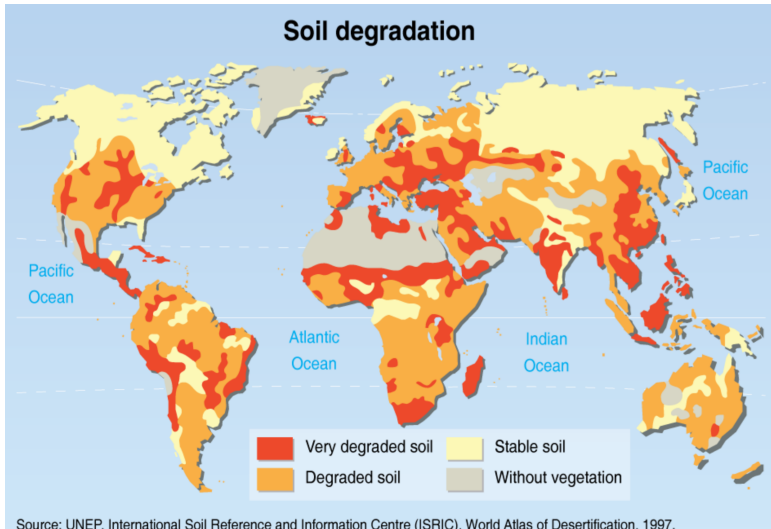 Soil degradation
Pacific
Ocean
Pacific
Ocean
Atlantic
Ocean
Indian
Ocean
Very degraded soil
Stable soil
Degraded soil
Without vegetation
Source: UNEP, International Soil Reference and Information Centre (ISRIC), World Atlas of Desertification, 1997.